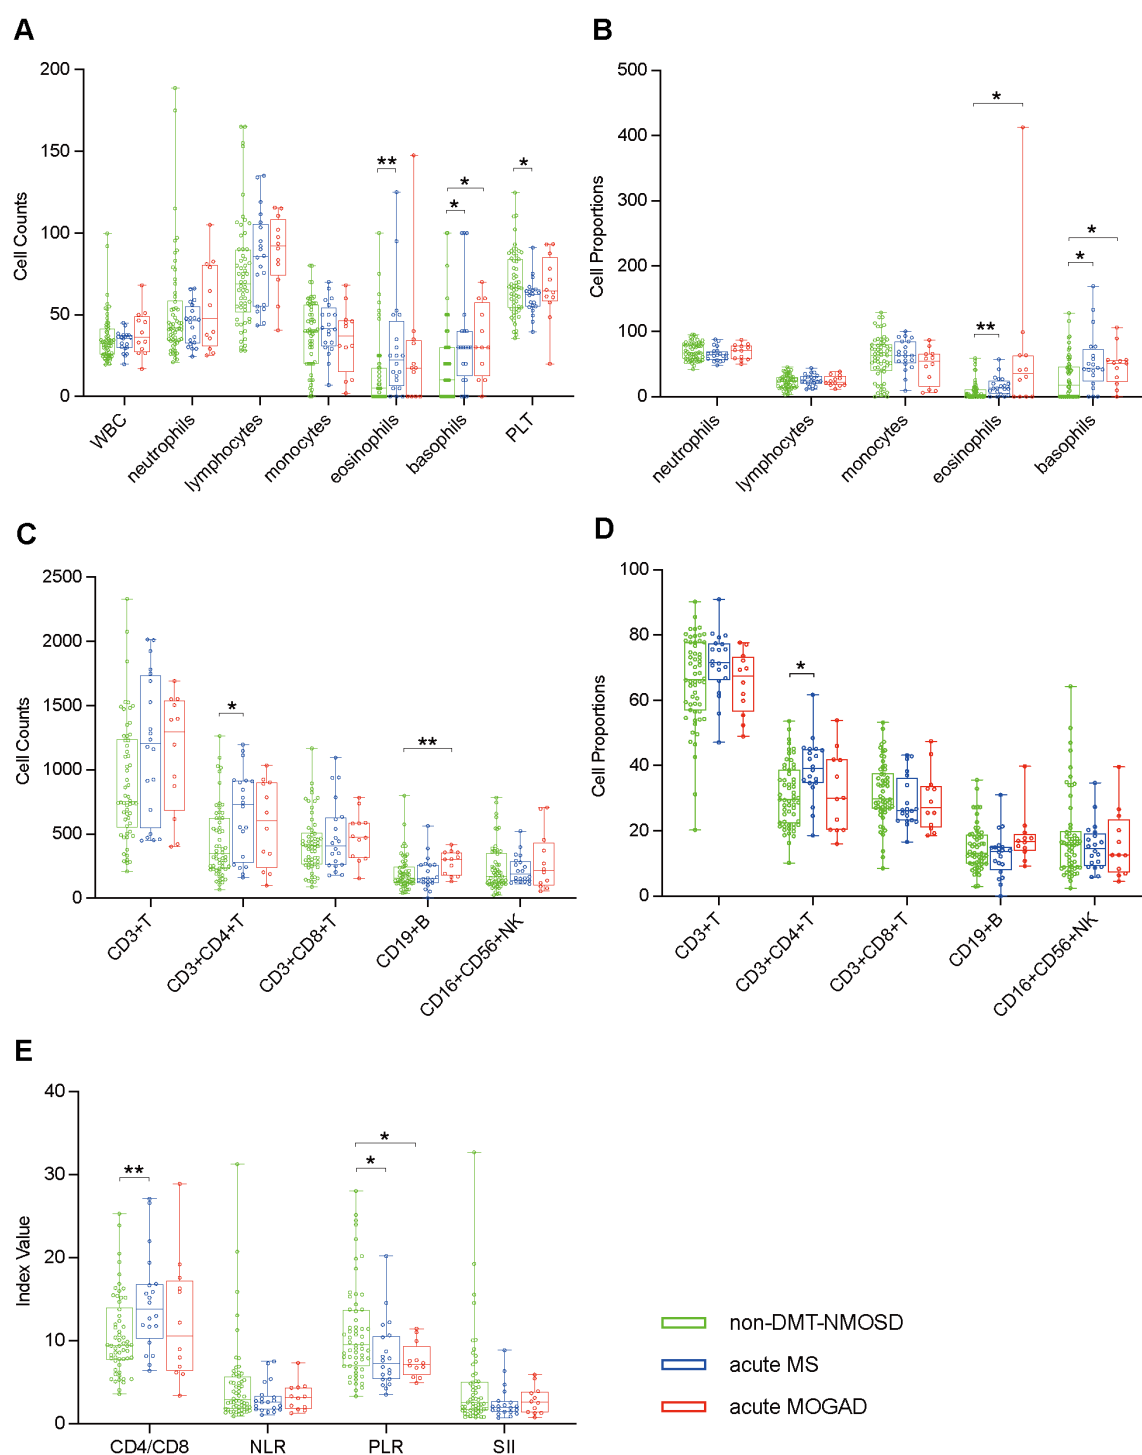 A
Cell Counts
200
150
100
50
0
** * * *
WBC neutrophils lymphocytes monocytes eosinophils basophils PLT
B
Cell Proportions
500
400
300
200
100
0
* ** * *
neutrophils lymphocytes monocytes eosinophils basophils
C
Cell Counts
2500
2000
1500
1000
500
0
* **
CD3+T CD3+CD4+T CD3+CD8+T CD19+B CD16+CD56+NK
D
Cell Proportions
100
80
60
40
20
0
*
CD3+T CD3+CD4+T CD3+CD8+T CD19+B CD16+CD56+NK
E
Index Value
40
30
20
10
0
** * *
CD4/CD8 NLR PLR SII
non-DMT-NMOSD
acute MS
acute MOGAD